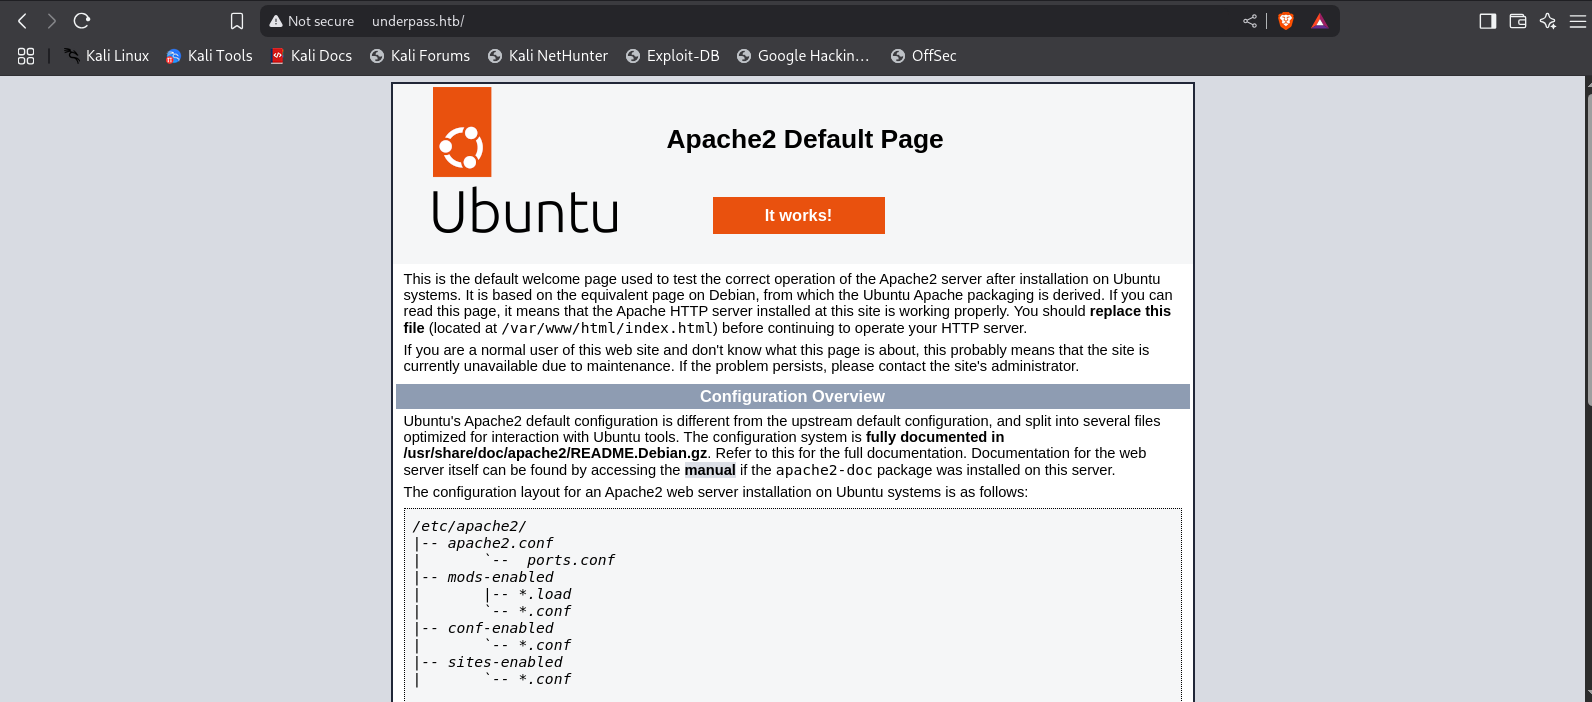 Not secure underpass.htb/
Kali Linux Kali Tools Kali Docs Kali Forums Kali NetHunter Exploit-DB Google Hackin... OffSec
Apache2 Default Page
Ubuntu
It works!
This is the default welcome page used to test the correct operation of the Apache2 server after installation on Ubuntu
systems. It is based on the equivalent page on Debian, from which the Ubuntu Apache packaging is derived. If you can
read this page, it means that the Apache HTTP server installed at this site is working properly. You should replace this
file (located at /var/www/html/index.html) before continuing to operate your HTTP server.
If you are a normal user of this web site and don't know what this page is about, this probably means that the site is
currently unavailable due to maintenance. If the problem persists, please contact the site's administrator.
Configuration Overview
Ubuntu's Apache2 default configuration is different from the upstream default configuration, and split into several files
optimized for interaction with Ubuntu tools. The configuration system is fully documented in
/usr/share/doc/apache2/README.Debian.gz. Refer to this for the full documentation. Documentation for the web
server itself can be found by accessing the manual if the apache2-doc package was installed on this server.
The configuration layout for an Apache2 web server installation on Ubuntu systems is as follows:
/etc/apache2/
|-- apache2.conf
|       `--  ports.conf
|-- mods-enabled
|       |-- *.load
|       `-- *.conf
|-- conf-enabled
|       `-- *.conf
|-- sites-enabled
|       `-- *.conf